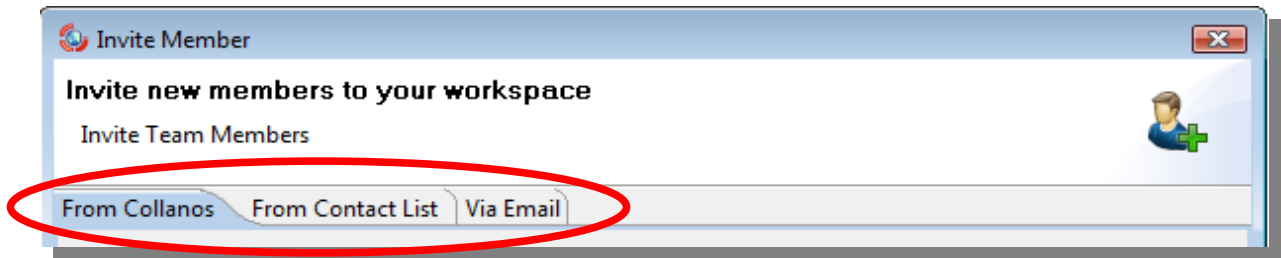 Invite Member
Invite new members to your workspace
Invite Team Members
From Collanos From Contact List Via Email